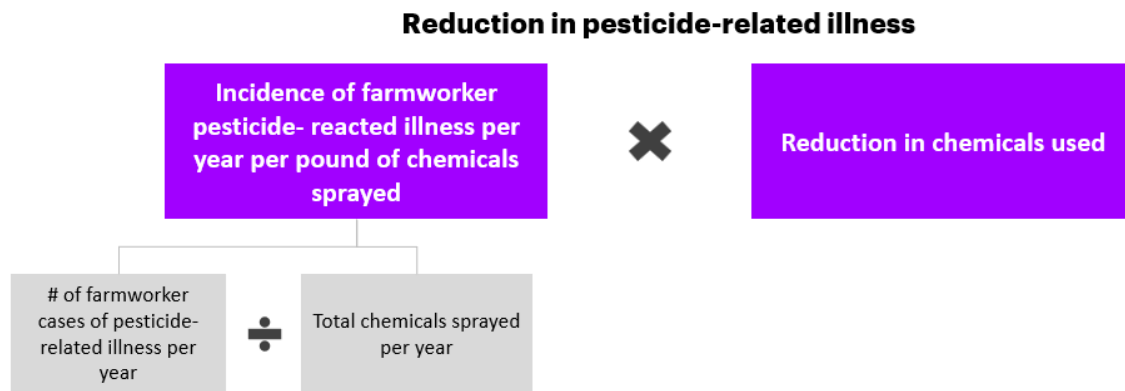 Reduction in pesticide-related illness
Incidence of farmworker
pesticide- reacted illness per
year per pound of chemicals
sprayed
Reduction in chemicals used
# of farmworker
cases of pesticide-
related illness per
year
Total chemicals sprayed
per year